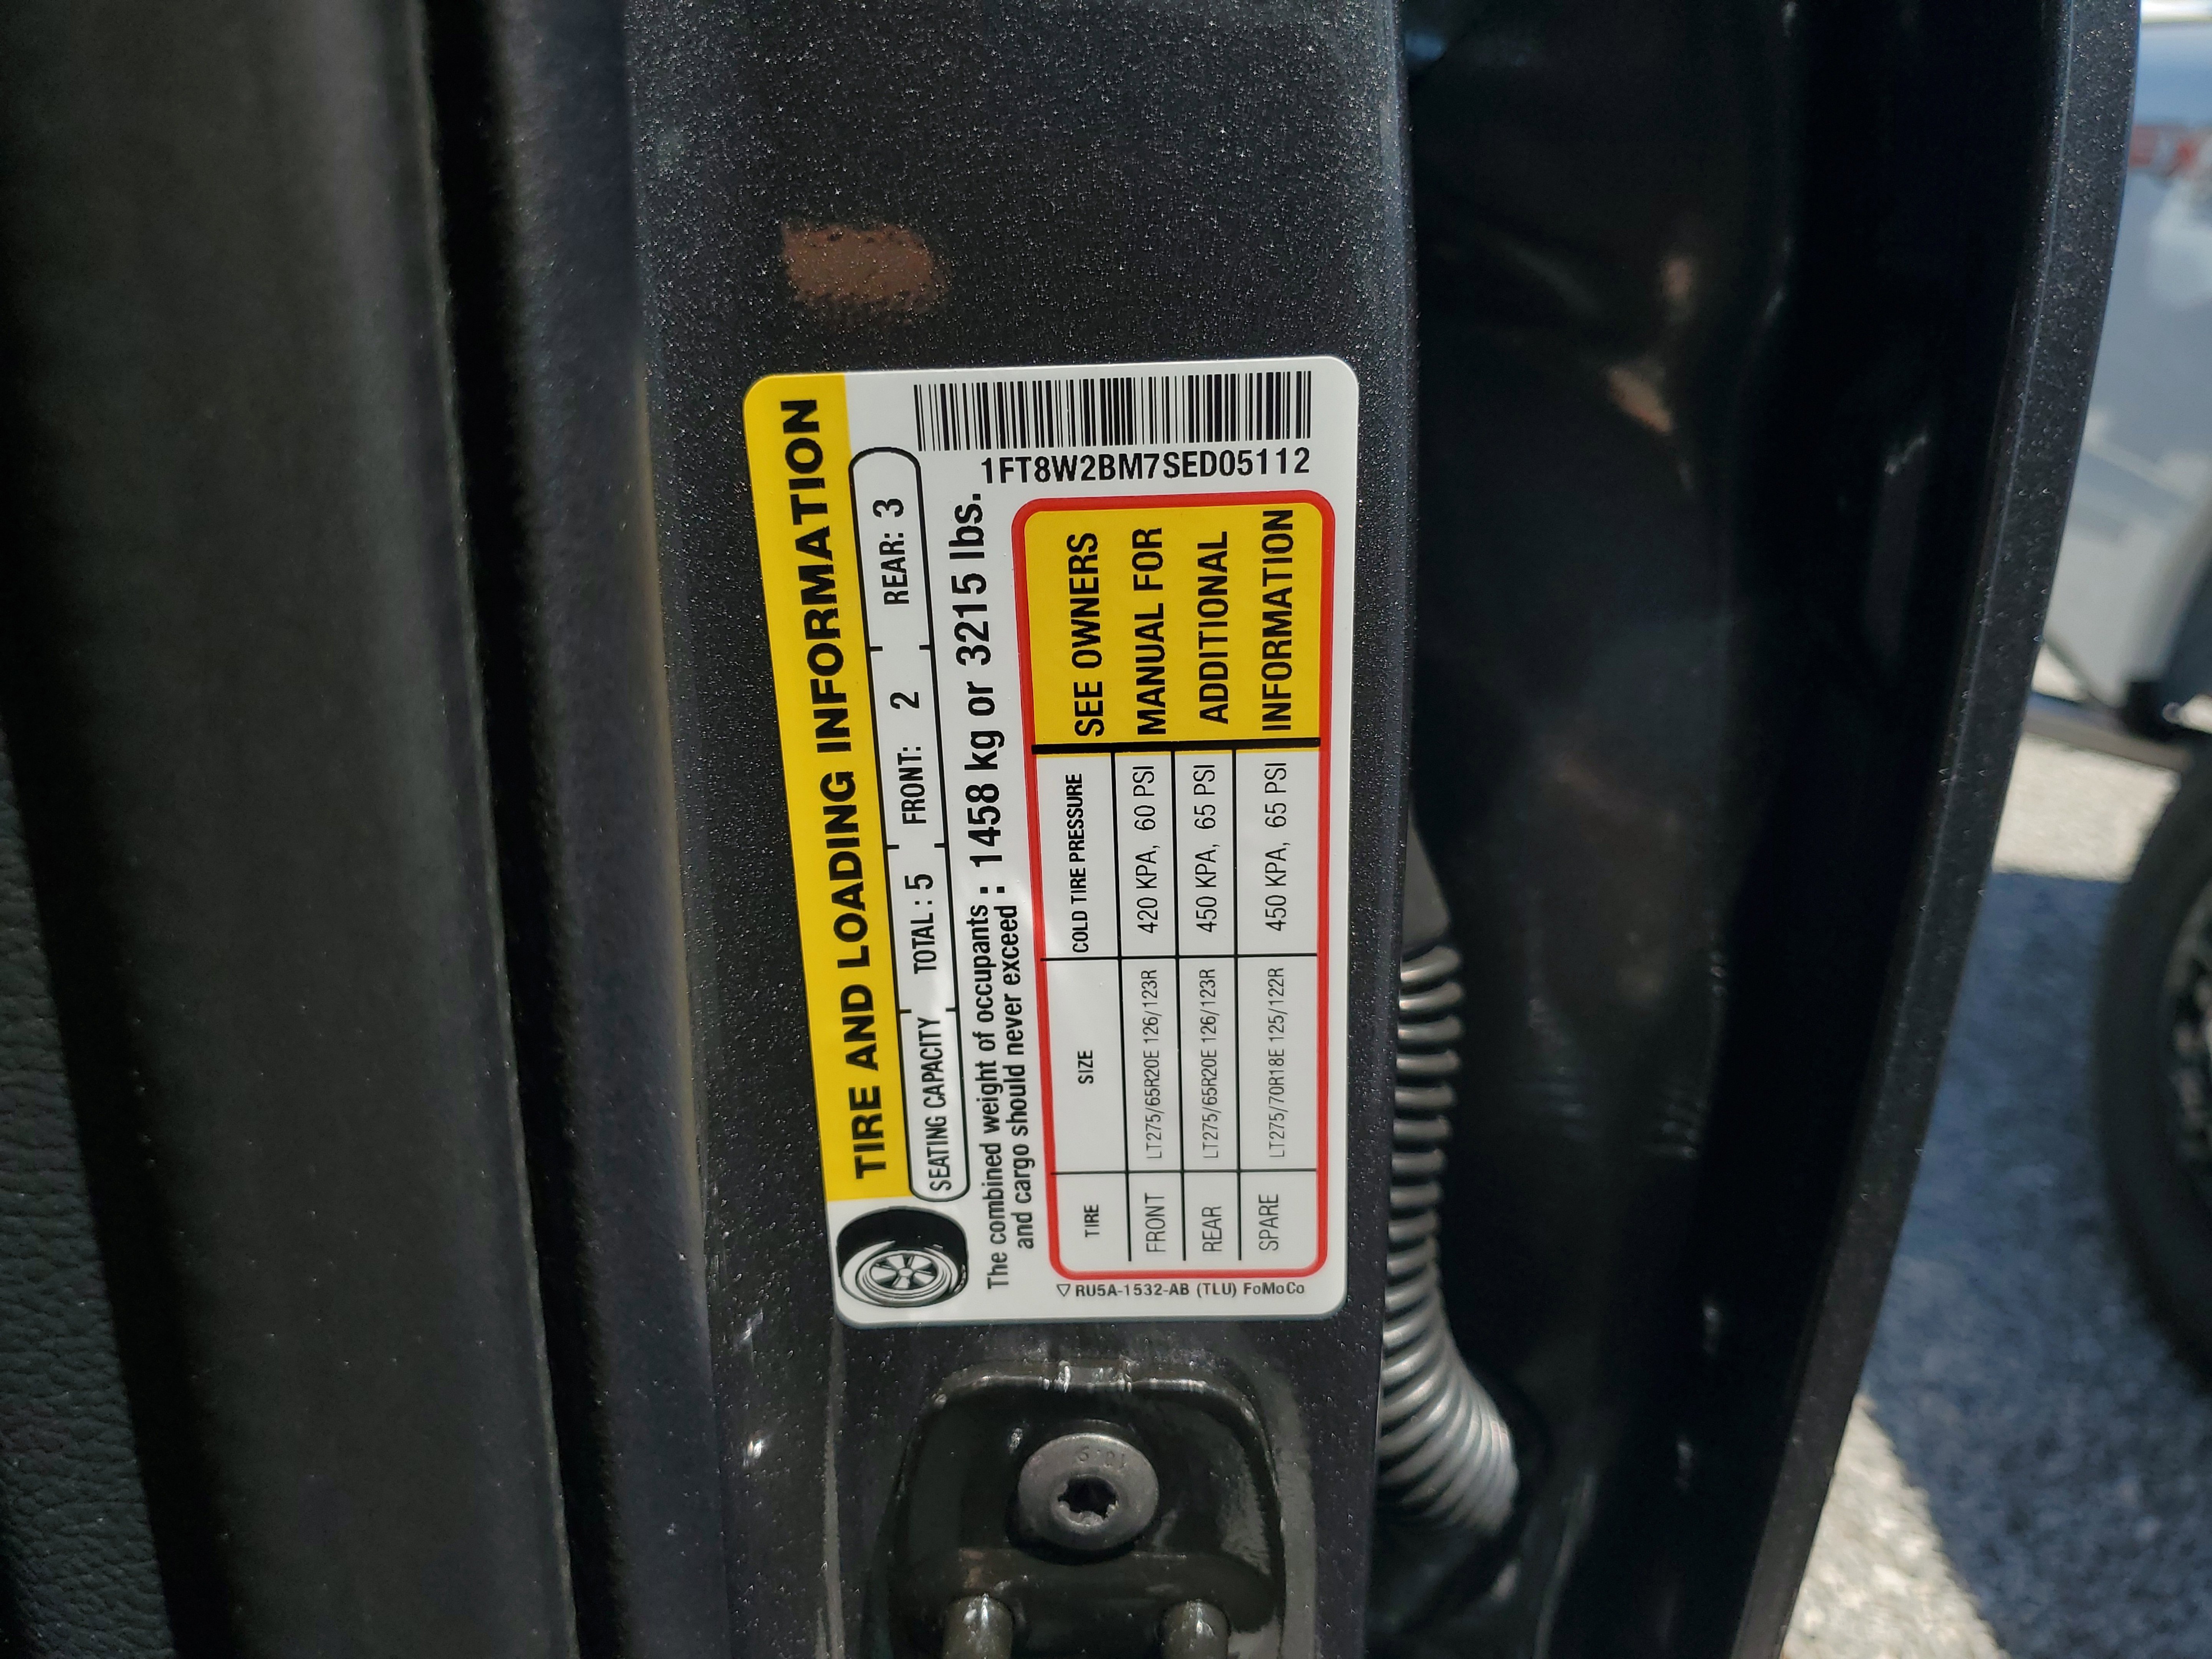 TIRE AND LOADING INFORMATION
SEATING CAPACITY TOTAL : 5 FRONT: 2 REAR: 3
The combined weight of occupants : 1458 kg or 3215 lbs.
and cargo should never exceed :
1FT8W2BM7SED05112
TIRE SIZE COLD TIRE PRESSURE
FRONT LT275/65R20E 126/123R 420 KPA, 60 PSI
REAR LT275/65R20E 126/123R 450 KPA, 65 PSI
SPARE LT275/70R18E 125/122R 450 KPA, 65 PSI
SEE OWNERS
MANUAL FOR
ADDITIONAL
INFORMATION
RU5A-1532-AB (TLU) FoMoCo